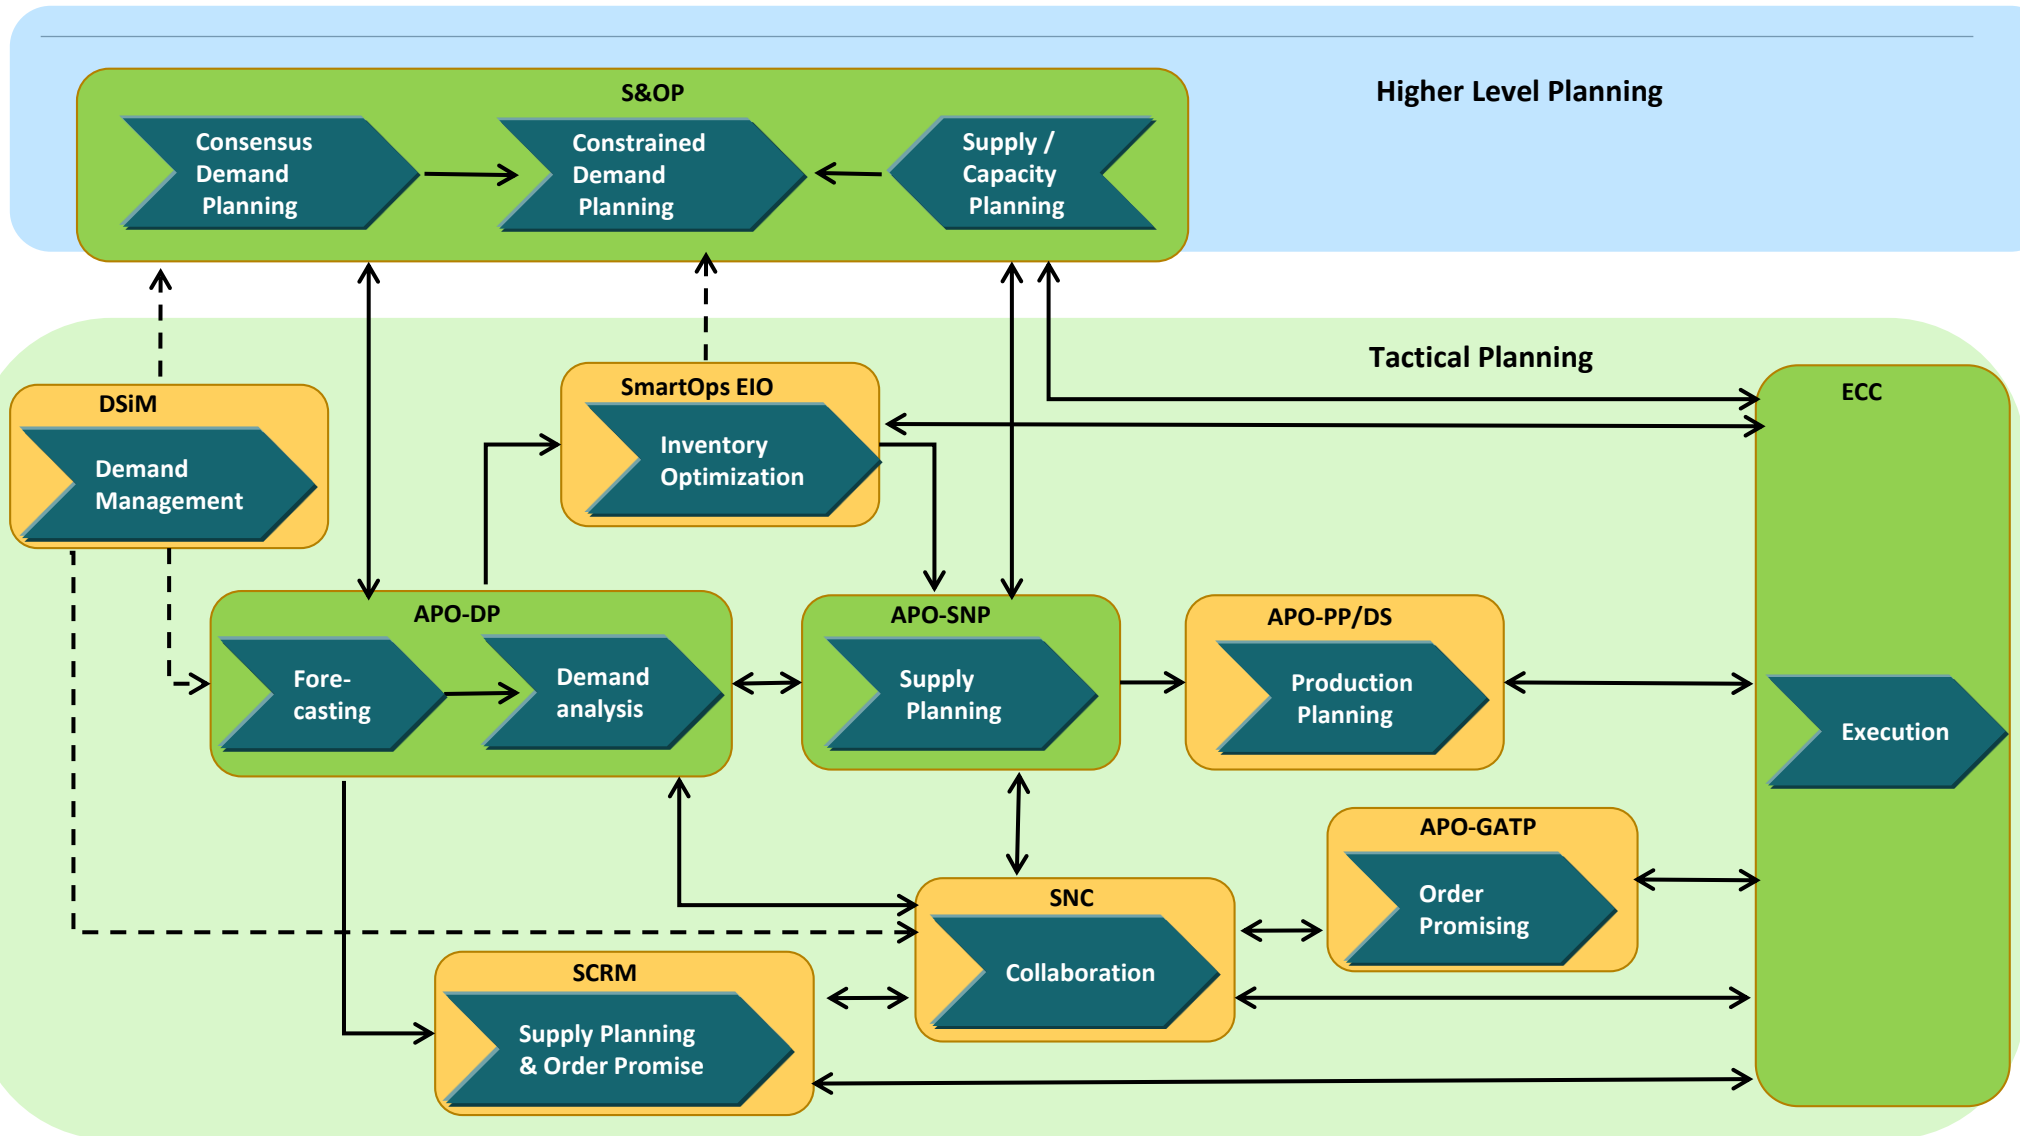 Higher Level Planning
S&OP
Consensus
Demand
Planning
Constrained
Demand
Planning
Supply /
Capacity
Planning
Tactical Planning
DSiM
Demand
Management
SmartOps EIO
Inventory
Optimization
ECC
Execution
APO-DP
Fore-
casting
Demand
analysis
APO-SNP
Supply
Planning
APO-PP/DS
Production
Planning
APO-GATP
Order
Promising
SNC
Collaboration
SCRM
Supply Planning
& Order Promise